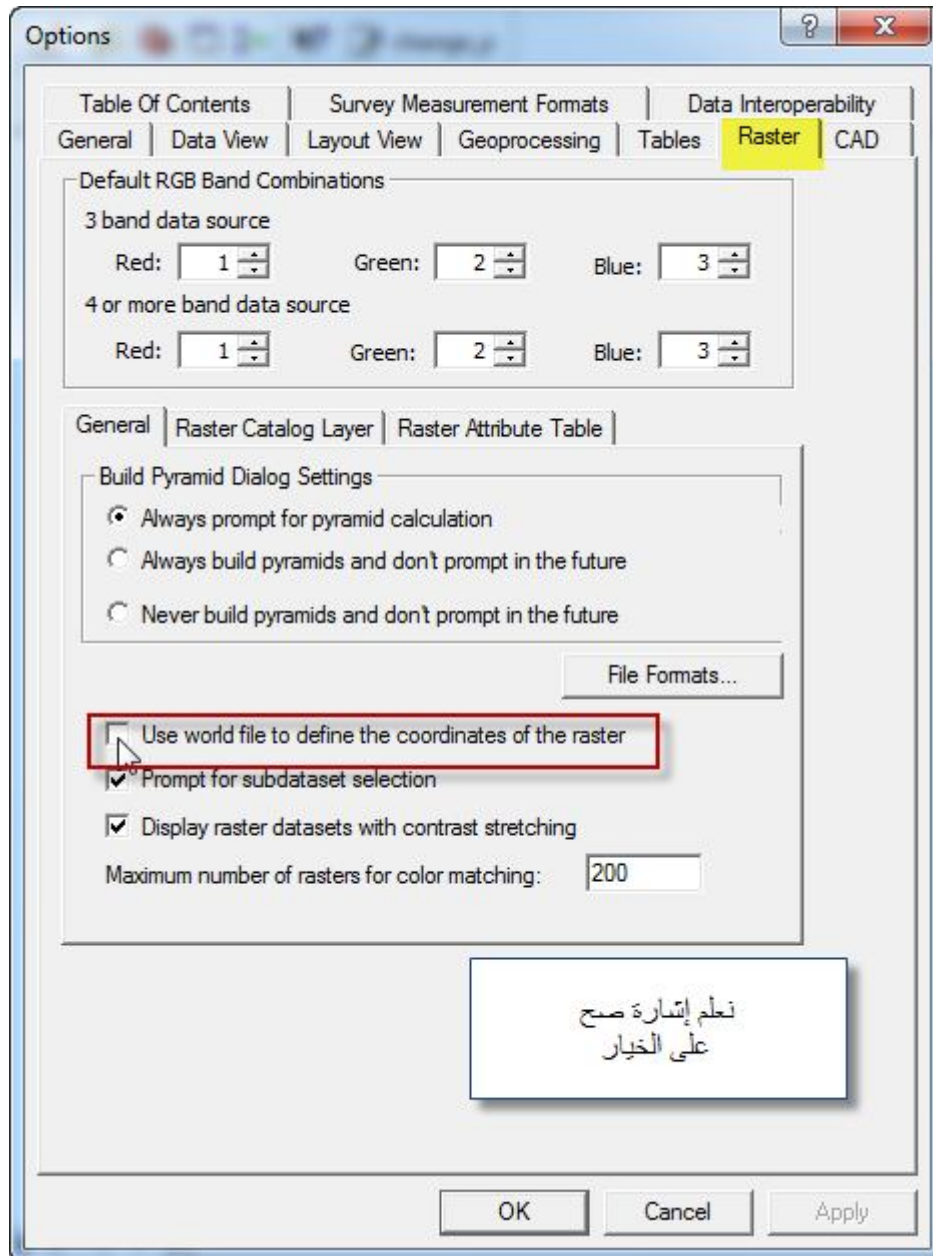 Options
Table Of Contents Survey Measurement Formats Data Interoperability
General Data View Layout View Geoprocessing Tables Raster CAD
Default RGB Band Combinations
3 band data source
Red: 1 Green: 2 Blue: 3
4 or more band data source
Red: 1 Green: 2 Blue: 3
General Raster Catalog Layer Raster Attribute Table
Build Pyramid Dialog Settings
Always prompt for pyramid calculation
Always build pyramids and don't prompt in the future
Never build pyramids and don't prompt in the future
File Formats...
Use world file to define the coordinates of the raster
Prompt for subdataset selection
Display raster datasets with contrast stretching
Maximum number of rasters for color matching: 200
نعلم إشارة صح
على الخيار
OK Cancel Apply